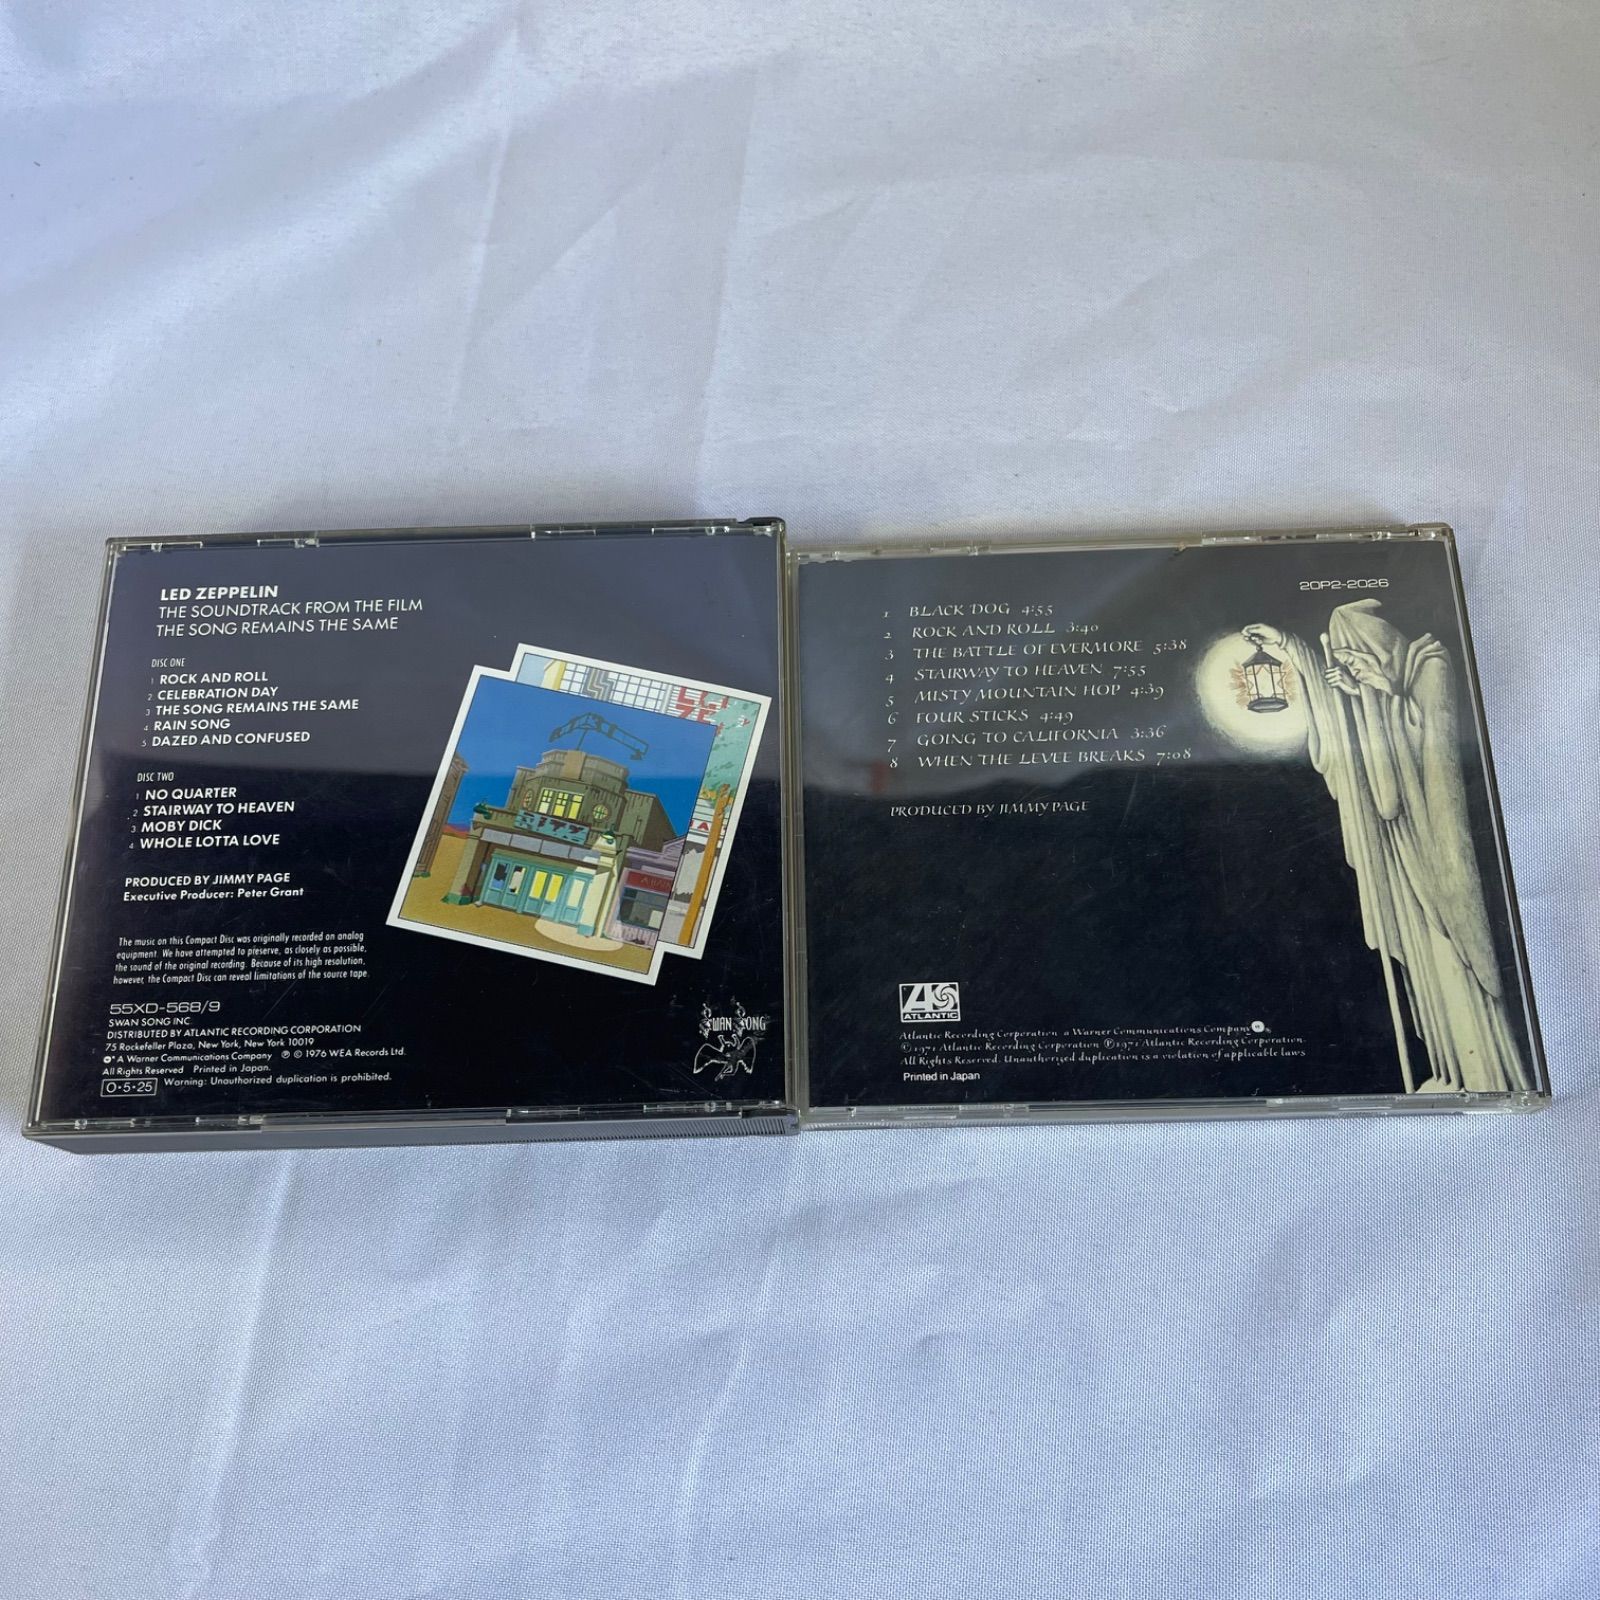 LED ZEPPELIN
THE SOUNDTRACK FROM THE FILM
THE SONG REMAINS THE SAME
DISC ONE
1 ROCK AND ROLL
2 CELEBRATION DAY
3 THE SONG REMAINS THE SAME
4 RAIN SONG
5 DAZED AND CONFUSED
DISC TWO
1 NO QUARTER
2 STAIRWAY TO HEAVEN
3 MOBY DICK
4 WHOLE LOTTA LOVE
PRODUCED BY JIMMY PAGE
Executive Producer: Peter Grant
The music on this Compact Disc was originally recorded on analog
equipment. We have attempted to preserve, as closely as possible,
the sound of the original recording. Because of its high resolution,
however, the Compact Disc can reveal limitations of the source tape.
55XD-568/9
SWAN SONG INC.
DISTRIBUTED BY ATLANTIC RECORDING CORPORATION
75 Rockefeller Plaza, New York, New York 10019
A Warner Communications Company ℗ © 1976 WEA Records Ltd.
All Rights Reserved Printed in Japan.
O·5·25 Warning: Unauthorized duplication is prohibited.
SWAN SONG
20P2-2026
1 BLACK DOG 4:55
2 ROCK AND ROLL 3:40
3 THE BATTLE OF EVERMORE 5:38
4 STAIRWAY TO HEAVEN 7:55
5 MISTY MOUNTAIN HOP 4:39
6 FOUR STICKS 4:49
7 GOING TO CALIFORNIA 3:36
8 WHEN THE LEVEE BREAKS 7:08
PRODUCED BY JIMMY PAGE
ATLANTIC
Atlantic Recording Corporation a Warner Communications Company
© 1971 Atlantic Recording Corporation ℗ 1971 Atlantic Recording Corporation.
All Rights Reserved. Unauthorized duplication is a violation of applicable laws
Printed in Japan